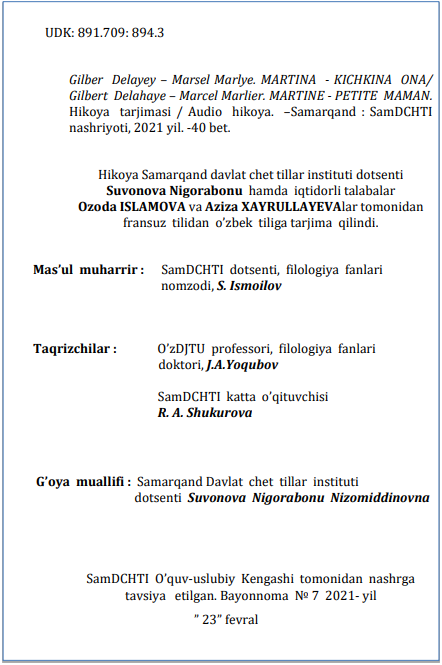 UDK: 891.709: 894.3
Gilber Delayey – Marsel Marlye. MARTINA - KICHKINA ONA/
Gilbert Delahaye – Marcel Marlier. MARTINE - PETITE MAMAN.
Hikoya tarjimasi / Audio hikoya. –Samarqand : SamDCHTI
nashriyoti, 2021 yil. -40 bet.
Hikoya Samarqand davlat chet tillar instituti dotsenti
Suvonova Nigorabonu hamda iqtidorli talabalar
Ozoda ISLAMOVA va Aziza XAYRULLAYEVAlar tomonidan
fransuz tilidan o’zbek tiliga tarjima qilindi.
Mas’ul muharrir : SamDCHTI dotsenti, filologiya fanlari
nomzodi, S. Ismoilov
Taqrizchilar : O’zDJTU professori, filologiya fanlari
doktori, J.A.Yoqubov
SamDCHTI katta o’qituvchisi
R. A. Shukurova
G’oya muallifi : Samarqand Davlat chet tillar instituti
dotsenti Suvonova Nigorabonu Nizomiddinovna
SamDCHTI O’quv-uslubiy Kengashi tomonidan nashrga
tavsiya etilgan. Bayonnoma № 7 2021- yil
” 23” fevral